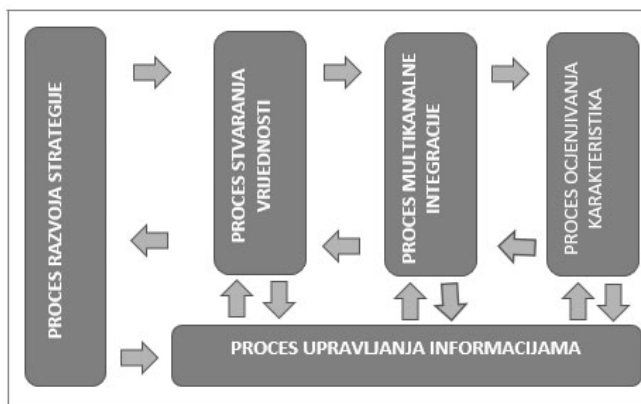 PROCES RAZVOJA STRATEGIJE
PROCES STVARANJA
VRIJEDNOSTI
PROCES MULTIKANALNE
INTEGRACIJE
PROCES OCJENJIVANJA
KARAKTERISTIKA
PROCES UPRAVLJANJA INFORMACIJAMA